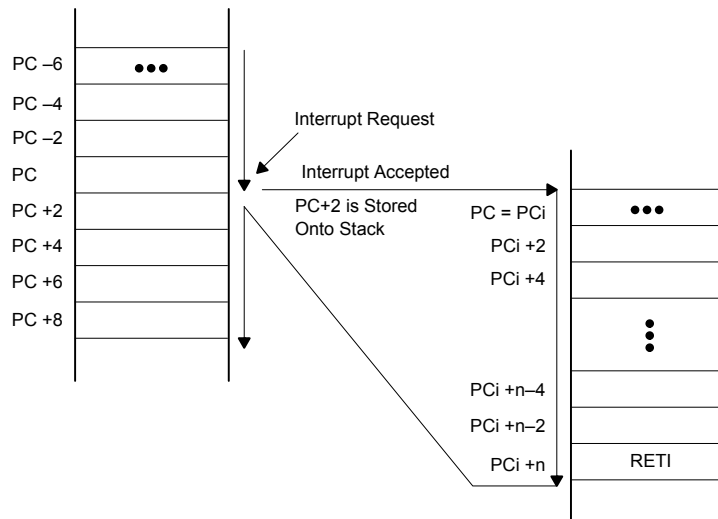 PC –6
PC –4
PC –2
PC
PC +2
PC +4
PC +6
PC +8
Interrupt Request
Interrupt Accepted
PC+2 is Stored
Onto Stack
PC = PCi
PCi +2
PCi +4
PCi +n–4
PCi +n–2
PCi +n
RETI